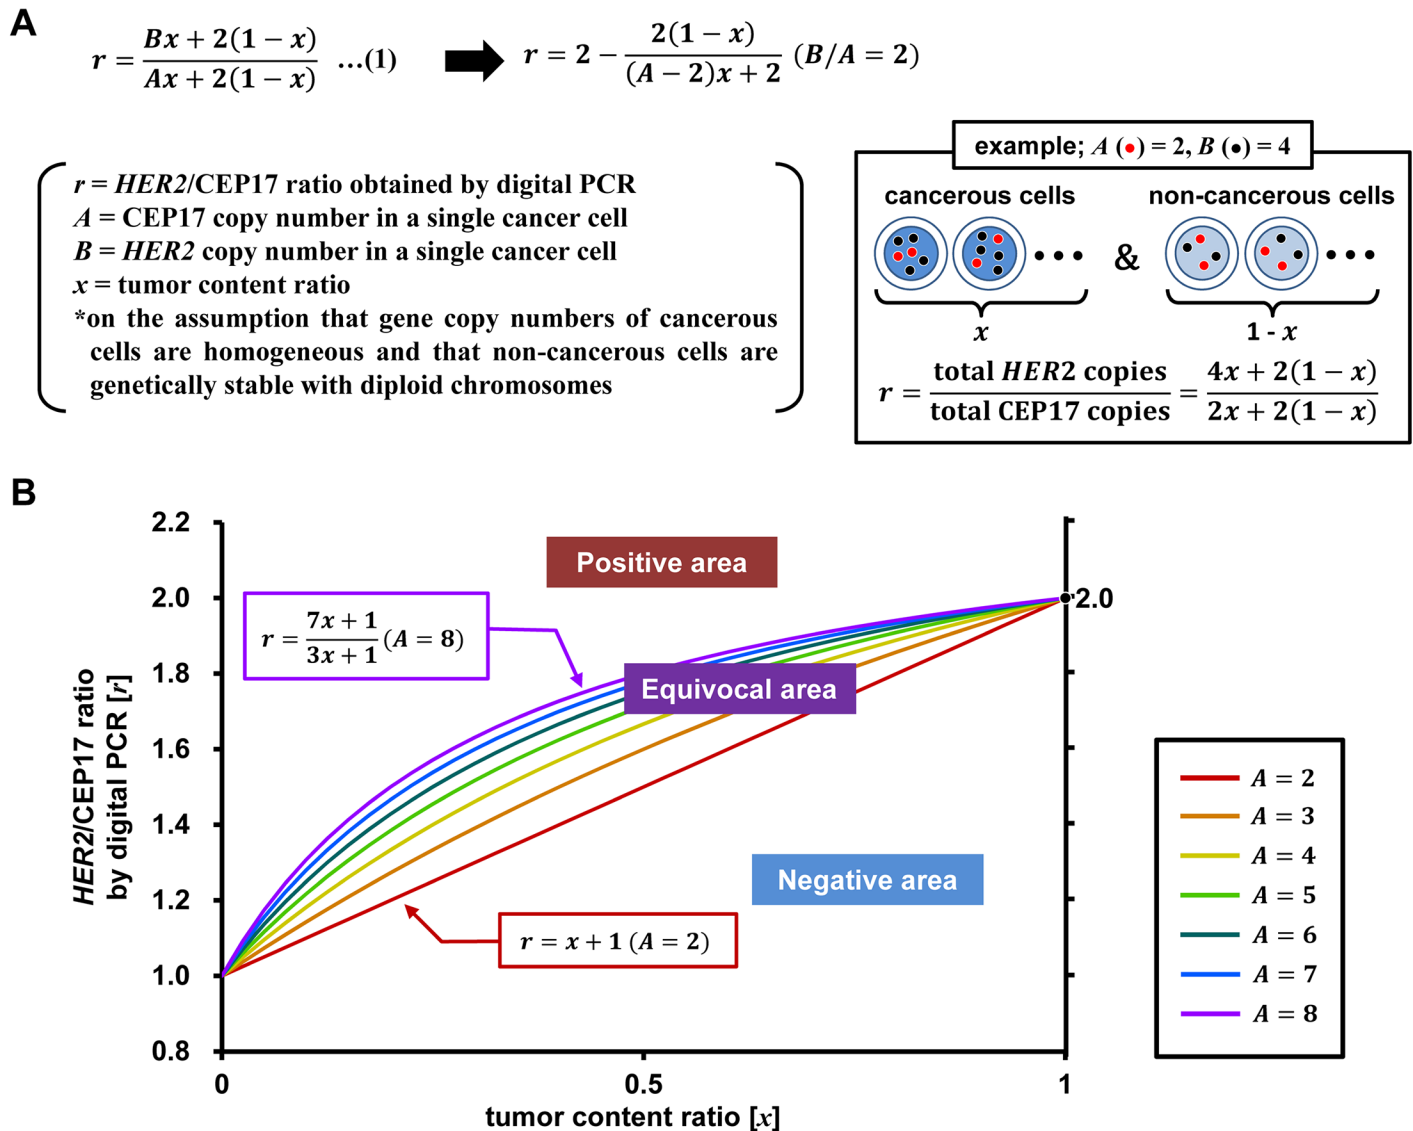 A
r = Bx + 2(1 − x) / Ax + 2(1 − x) …(1)
r = 2 − 2(1 − x) / (A − 2)x + 2 (B/A = 2)
r = HER2/CEP17 ratio obtained by digital PCR
A = CEP17 copy number in a single cancer cell
B = HER2 copy number in a single cancer cell
x = tumor content ratio
*on the assumption that gene copy numbers of cancerous
cells are homogeneous and that non-cancerous cells are
genetically stable with diploid chromosomes
example; A (●) = 2, B (●) = 4
cancerous cells
non-cancerous cells
••• & •••
x
1 - x
r = total HER2 copies / total CEP17 copies = 4x + 2(1 − x) / 2x + 2(1 − x)
B
2.2
2.0
1.8
1.6
1.4
1.2
1.0
0.8
HER2/CEP17 ratio
by digital PCR [r]
Positive area
r = 7x + 1 / 3x + 1 (A = 8)
2.0
Equivocal area
Negative area
r = x + 1 (A = 2)
0
0.5
1
tumor content ratio [x]
A = 2
A = 3
A = 4
A = 5
A = 6
A = 7
A = 8